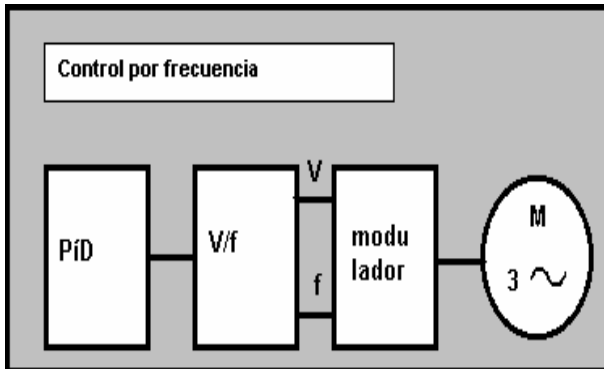 Control por frecuencia
PíD
V/f
V
f
modu
lador
M
3